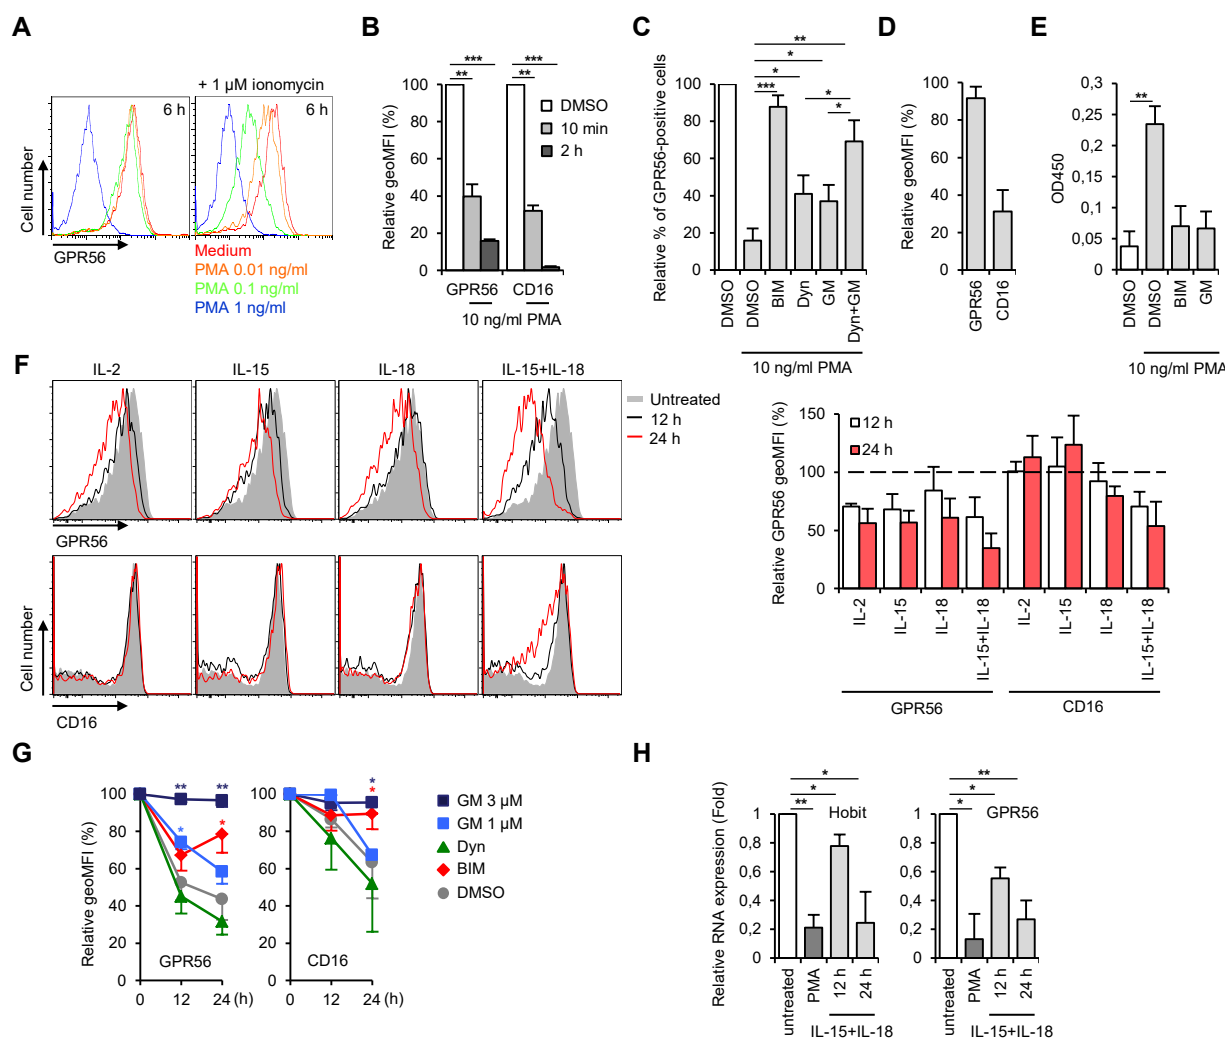 A
+ 1 µM ionomycin
6 h
6 h
Cell number
GPR56
Medium
PMA 0.01 ng/ml
PMA 0.1 ng/ml
PMA 1 ng/ml
B
***
***
**
**
Relative geoMFI (%)
100
80
60
40
20
0
DMSO
10 min
2 h
GPR56
CD16
10 ng/ml PMA
C
**
*
*
*
***
*
Relative % of GPR56-positive cells
100
80
60
40
20
0
DMSO
DMSO
BIM
Dyn
GM
Dyn+GM
10 ng/ml PMA
D
Relative geoMFI (%)
100
80
60
40
20
0
GPR56
CD16
E
**
OD450
0,3
0,25
0,2
0,15
0,1
0,05
0
DMSO
DMSO
BIM
GM
10 ng/ml PMA
F
IL-2
IL-15
IL-18
IL-15+IL-18
Untreated
12 h
24 h
GPR56
Cell number
CD16
Relative GPR56 geoMFI (%)
150
100
50
0
12 h
24 h
IL-2
IL-15
IL-18
IL-15+IL-18
IL-2
IL-15
IL-18
IL-15+IL-18
GPR56
CD16
G
Relative geoMFI (%)
100
80
60
40
20
0
**
**
*
*
GPR56
0
12
24 (h)
100
80
60
40
20
0
*
*
CD16
0
12
24 (h)
GM 3 µM
GM 1 µM
Dyn
BIM
DMSO
H
Relative RNA expression (Fold)
*
*
**
Hobit
1
0,8
0,6
0,4
0,2
0
untreated
PMA
12 h
24 h
IL-15+IL-18
**
*
*
GPR56
1
0,8
0,6
0,4
0,2
0
untreated
PMA
12 h
24 h
IL-15+IL-18